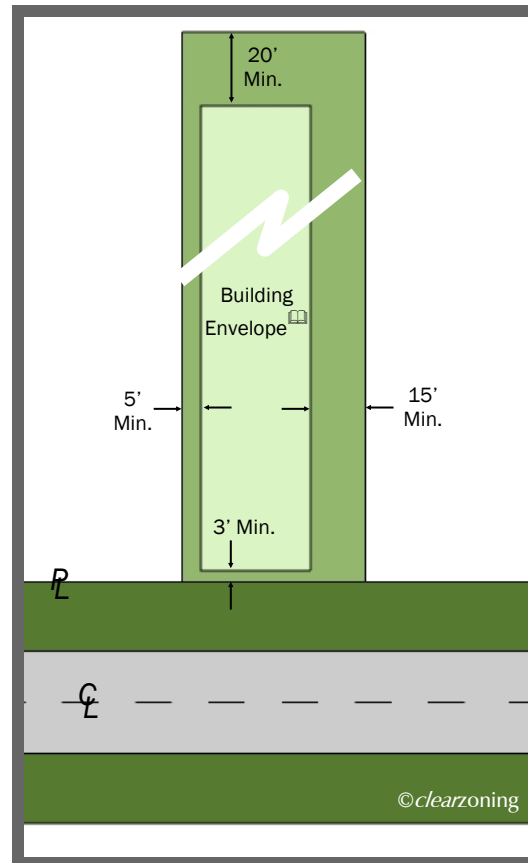 20’
Min.
Building
Envelope
5’
Min.
15’
Min.
3’ Min.
PL
CL
©clearzoning